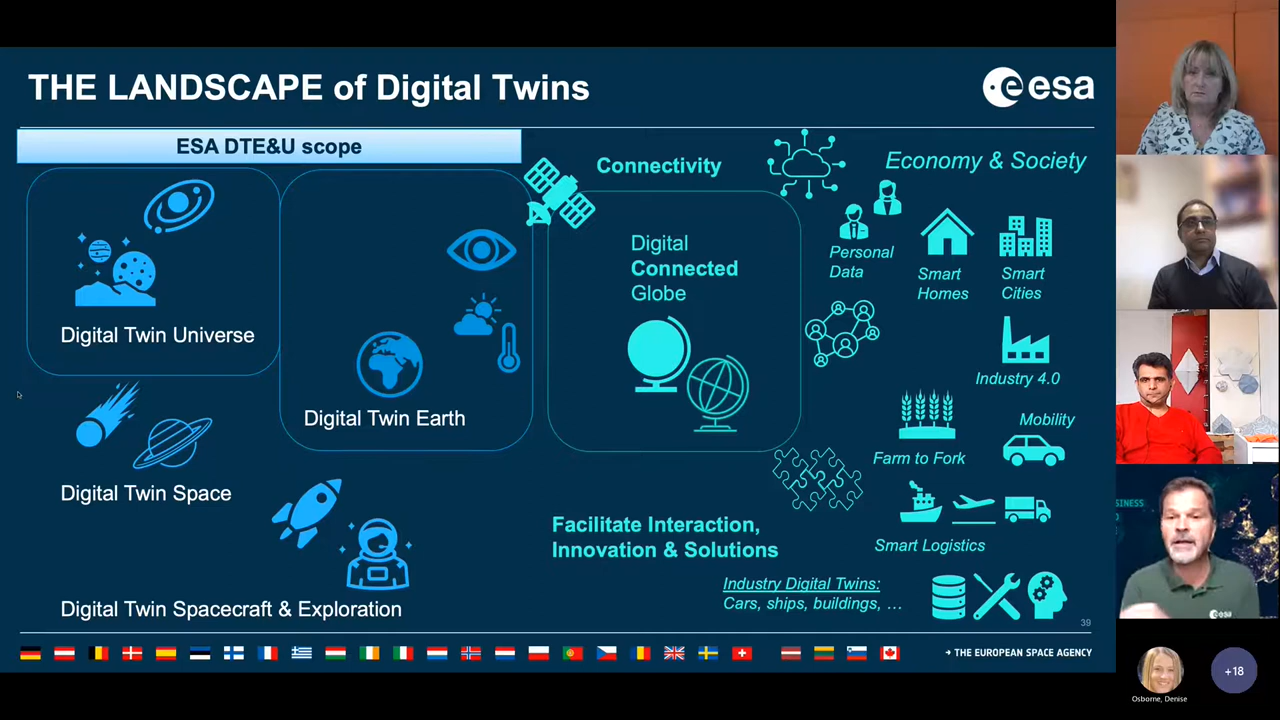 THE LANDSCAPE of Digital Twins
esa
ESA DTE&U scope
Connectivity
Economy & Society
Digital
Connected
Globe
Personal
Data
Smart
Homes
Smart
Cities
Digital Twin Universe
Industry 4.0
Digital Twin Earth
Mobility
Farm to Fork
Digital Twin Space
Facilitate Interaction,
Innovation & Solutions
Smart Logistics
Industry Digital Twins:
Cars, ships, buildings, …
Digital Twin Spacecraft & Exploration
39
→ THE EUROPEAN SPACE AGENCY
esa
Osborne, Denise
+18